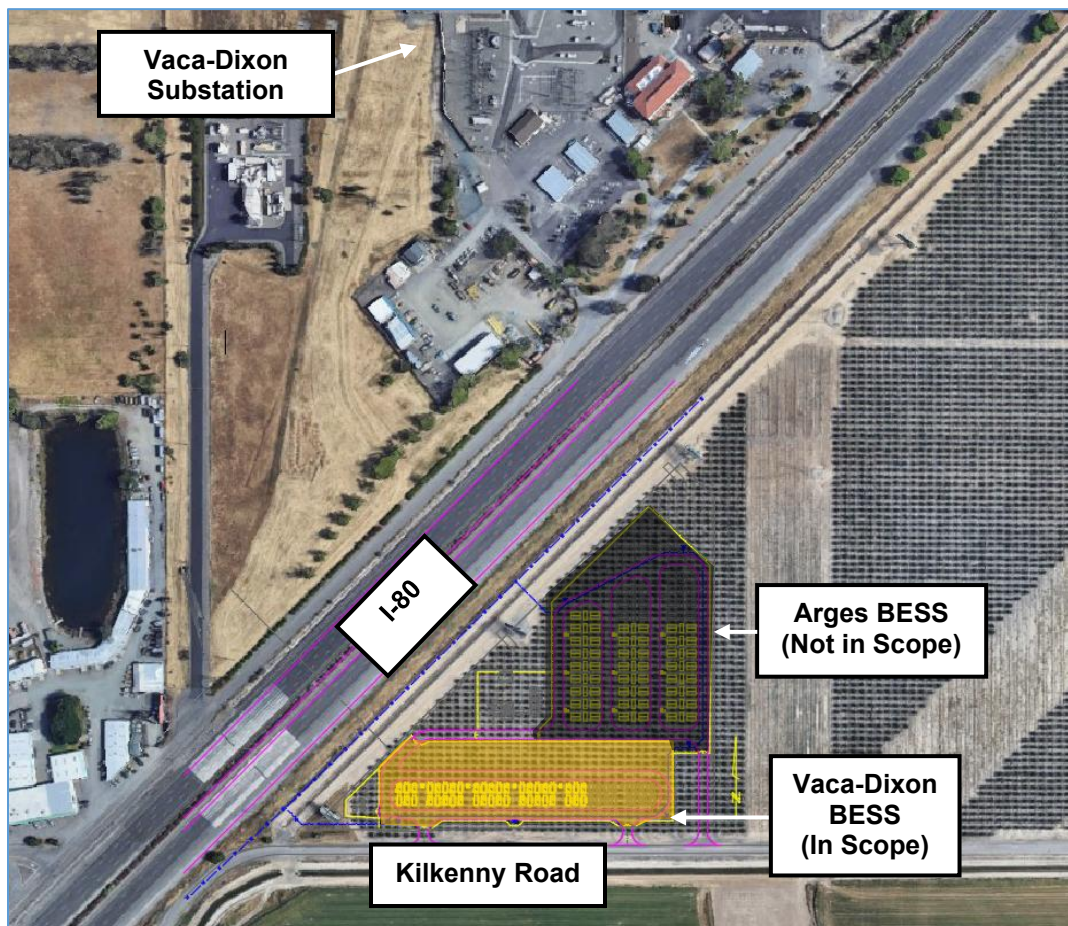 Vaca-Dixon
Substation
I-80
Arges BESS
(Not in Scope)
Vaca-Dixon
BESS
(In Scope)
Kilkenny Road